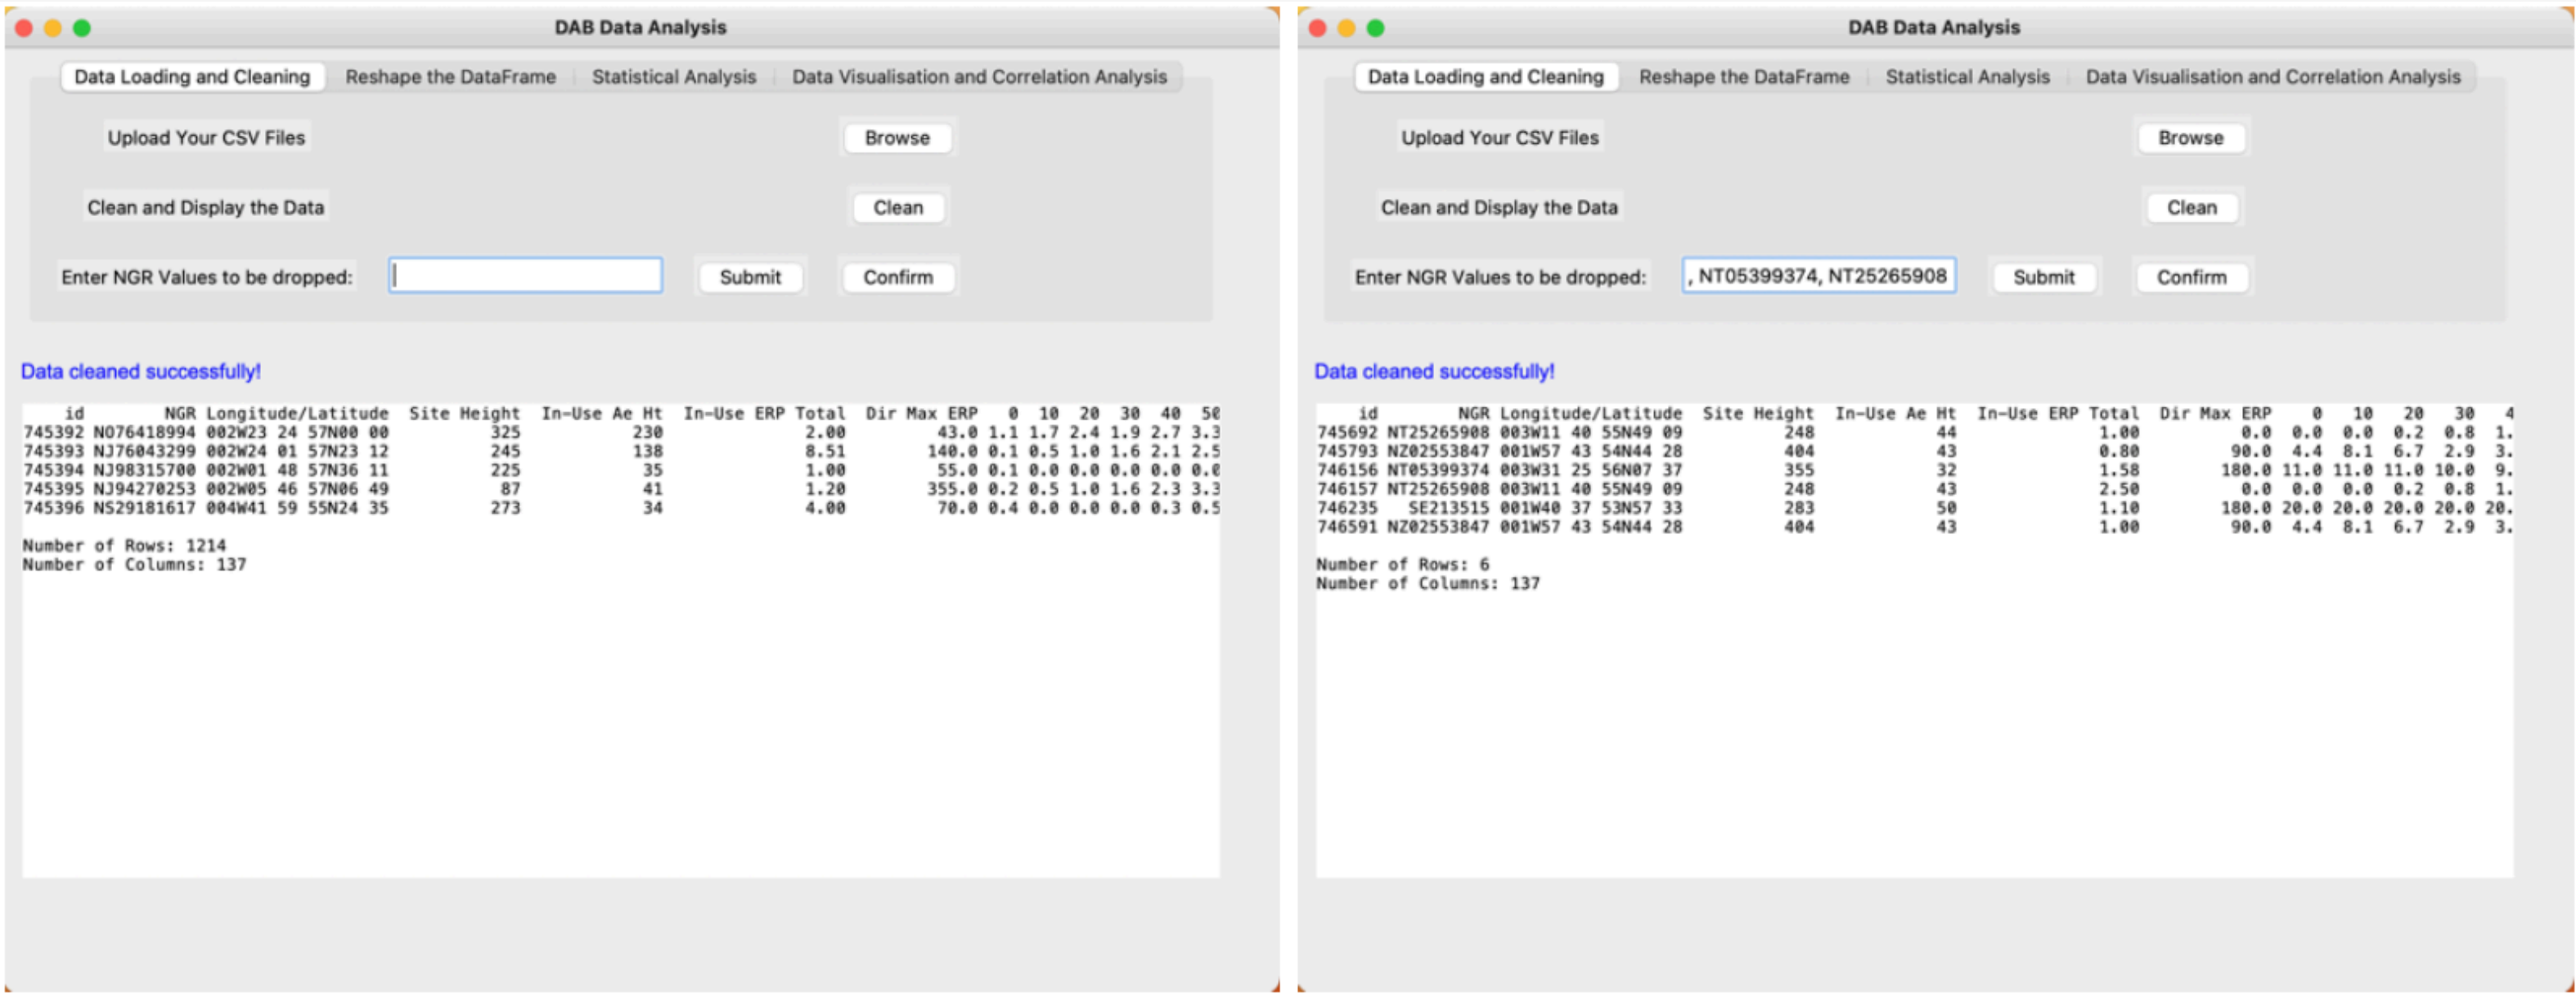 DAB Data Analysis
Data Loading and Cleaning Reshape the DataFrame Statistical Analysis Data Visualisation and Correlation Analysis
Upload Your CSV Files Browse
Clean and Display the Data Clean
Enter NGR Values to be dropped: Submit Confirm
Data cleaned successfully!
id NGR Longitude/Latitude Site Height In-Use Ae Ht In-Use ERP Total Dir Max ERP 0 10 20 30 40 50
745392 NO76418994 002W23 24 57N00 00 325 230 2.00 43.0 1.1 1.7 2.4 1.9 2.7 3.3
745393 NJ76043299 002W24 01 57N23 12 245 138 8.51 140.0 0.1 0.5 1.0 1.6 2.1 2.5
745394 NJ98315700 002W01 48 57N36 11 225 35 1.00 55.0 0.1 0.0 0.0 0.0 0.0 0.0
745395 NJ94270253 002W05 46 57N06 49 87 41 1.20 355.0 0.2 0.5 1.0 1.6 2.3 3.3
745396 NS29181617 004W41 59 55N24 35 273 34 4.00 70.0 0.4 0.0 0.0 0.0 0.3 0.5
Number of Rows: 1214
Number of Columns: 137
DAB Data Analysis
Data Loading and Cleaning Reshape the DataFrame Statistical Analysis Data Visualisation and Correlation Analysis
Upload Your CSV Files Browse
Clean and Display the Data Clean
Enter NGR Values to be dropped: , NT05399374, NT25265908 Submit Confirm
Data cleaned successfully!
id NGR Longitude/Latitude Site Height In-Use Ae Ht In-Use ERP Total Dir Max ERP 0 10 20 30 4
745692 NT25265908 003W11 40 55N49 09 248 44 1.00 0.0 0.0 0.0 0.2 0.8 1.
745793 NZ02553847 001W57 43 54N44 28 404 43 0.80 90.0 4.4 8.1 6.7 2.9 3.
746156 NT05399374 003W31 25 56N07 37 355 32 1.58 180.0 11.0 11.0 11.0 10.0 9.
746157 NT25265908 003W11 40 55N49 09 248 43 2.50 0.0 0.0 0.0 0.2 0.8 1.
746235 SE213515 001W40 37 53N57 33 283 50 1.10 180.0 20.0 20.0 20.0 20.0 20.
746591 NZ02553847 001W57 43 54N44 28 404 43 1.00 90.0 4.4 8.1 6.7 2.9 3.
Number of Rows: 6
Number of Columns: 137